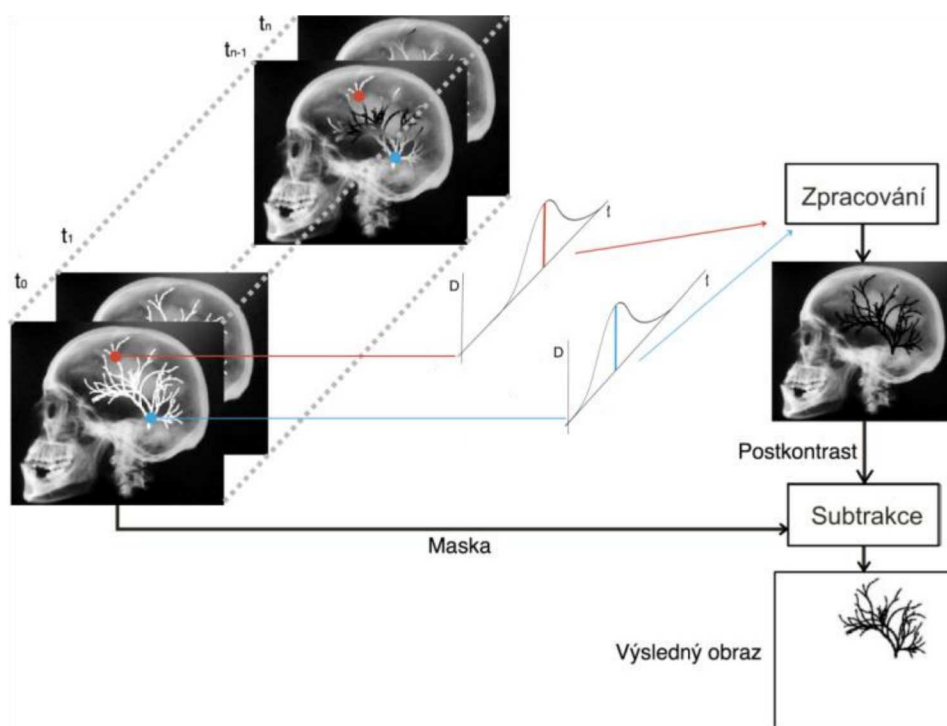 tn
tn-1
t1
t0
t
D
t
D
Zpracování
Postkontrast
Subtrakce
Maska
Výsledný obraz